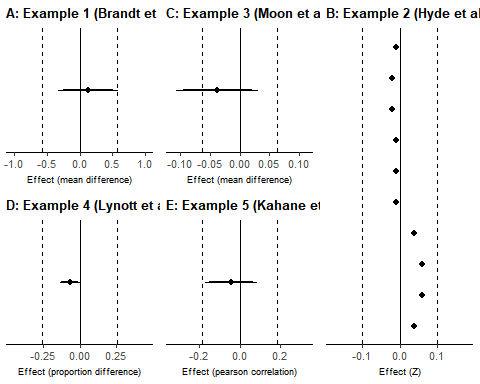 A: Example 1 (Brandt et
C: Example 3 (Moon et a
B: Example 2 (Hyde et al
-1.0 -0.5 0.0 0.5 1.0
Effect (mean difference)
-0.10 -0.05 0.00 0.05 0.10
Effect (mean difference)
D: Example 4 (Lynott et a
E: Example 5 (Kahane et
-0.25 0.00 0.25
Effect (proportion difference)
-0.2 0.0 0.2
Effect (pearson correlation)
-0.1 0.0 0.1
Effect (Z)